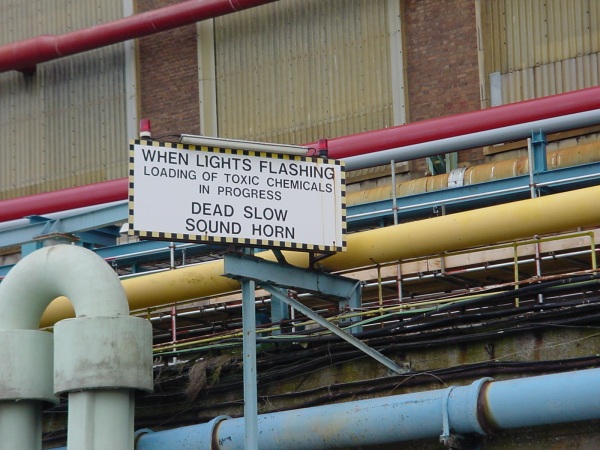 WHEN LIGHTS FLASHING
LOADING OF TOXIC CHEMICALS
IN PROGRESS
DEAD SLOW
SOUND HORN